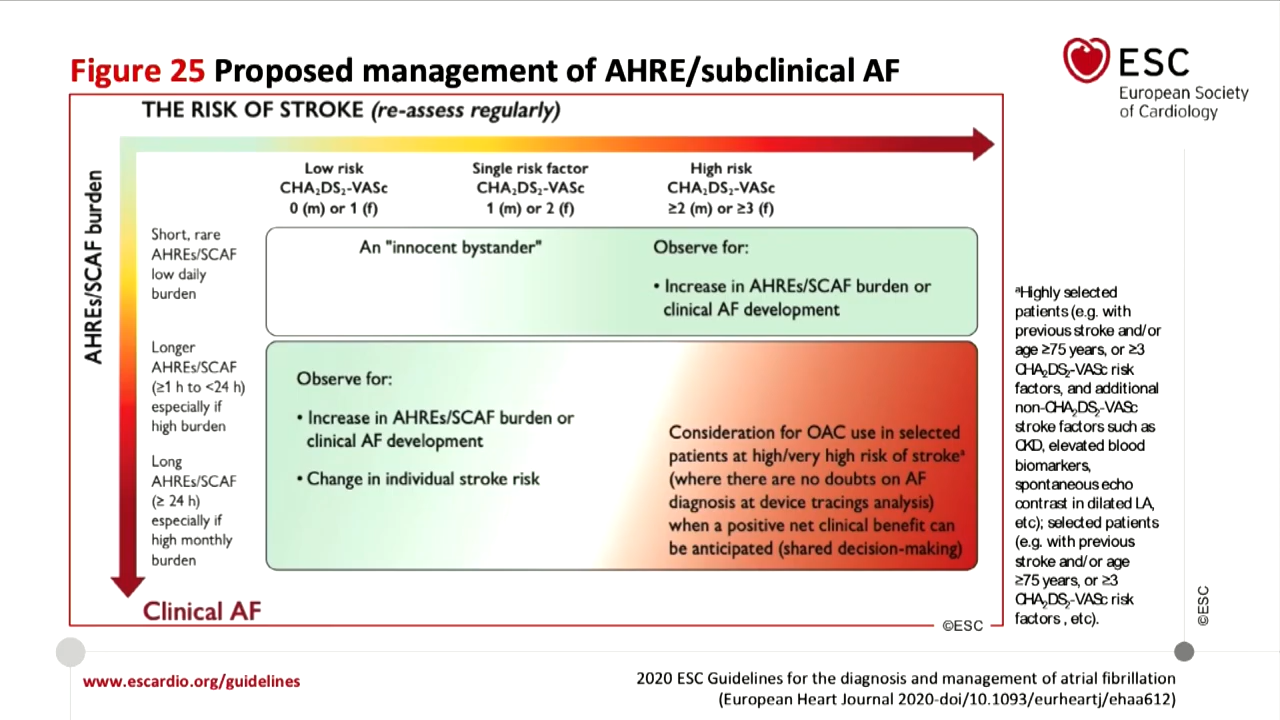 Figure 25 Proposed management of AHRE/subclinical AF
ESC
European Society
of Cardiology
THE RISK OF STROKE (re-assess regularly)
AHREs/SCAF burden
Low risk
CHA₂DS₂-VASc
0 (m) or 1 (f)
Single risk factor
CHA₂DS₂-VASc
1 (m) or 2 (f)
High risk
CHA₂DS₂-VASc
≥2 (m) or ≥3 (f)
Short, rare
AHREs/SCAF
low daily
burden
An "innocent bystander"
Observe for:
• Increase in AHREs/SCAF burden or
clinical AF development
Longer
AHREs/SCAF
(≥1 h to <24 h)
especially if
high burden
Long
AHREs/SCAF
(≥ 24 h)
especially if
high monthly
burden
Observe for:
• Increase in AHREs/SCAF burden or
clinical AF development
• Change in individual stroke risk
Consideration for OAC use in selected
patients at high/very high risk of strokeᵃ
(where there are no doubts on AF
diagnosis at device tracings analysis)
when a positive net clinical benefit can
be anticipated (shared decision-making)
Clinical AF
©ESC
ᵃHighly selected
patients (e.g. with
previous stroke and/or
age ≥75 years, or ≥3
CHA₂DS₂-VASc risk
factors, and additional
non-CHA₂DS₂-VASc
stroke factors such as
CKD, elevated blood
biomarkers,
spontaneous echo
contrast in dilated LA,
etc); selected patients
(e.g. with previous
stroke and/or age
≥75 years, or ≥3
CHA₂DS₂-VASc risk
factors , etc).
©ESC
www.escardio.org/guidelines
2020 ESC Guidelines for the diagnosis and management of atrial fibrillation
(European Heart Journal 2020-doi/10.1093/eurheartj/ehaa612)